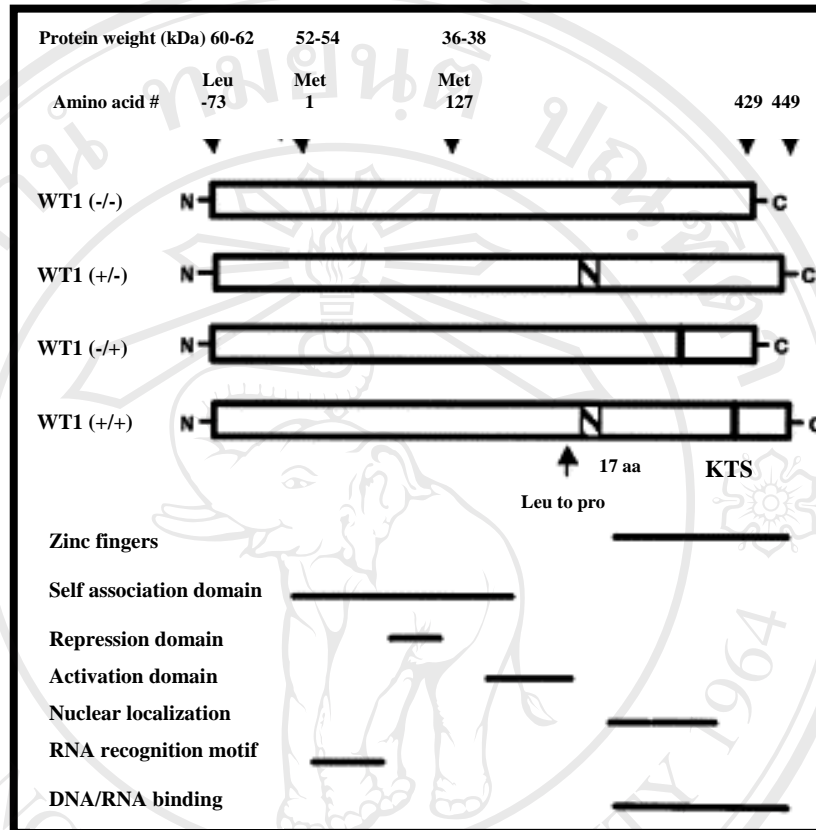 Protein weight (kDa) 60-62 52-54 36-38
Leu Met Met
Amino acid # -73 1 127 429 449
WT1 (-/-) N C
WT1 (+/-) N C
WT1 (-/+) N C
WT1 (+/+) N C
17 aa KTS
Leu to pro
Zinc fingers
Self association domain
Repression domain
Activation domain
Nuclear localization
RNA recognition motif
DNA/RNA binding
1964